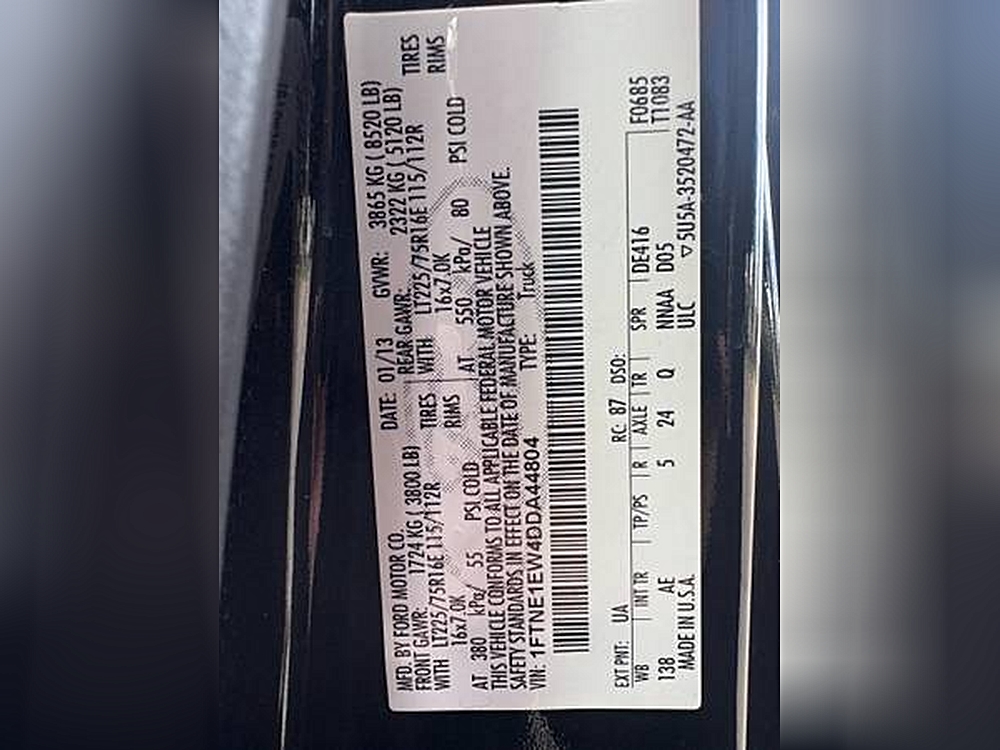 MFD. BY FORD MOTOR CO. DATE: 01/13 GVWR: 3865 KG ( 8520 LB)
FRONT GAWR: 1724 KG ( 3800 LB) REAR GAWR: 2322 KG ( 5120 LB)
WITH LT225/75R16E 115/112R TIRES WITH LT225/75R16E 115/112R TIRES
16x7.0K RIMS 16x7.0K RIMS
AT 380 kPa/ 55 PSI COLD AT 550 kPa/ 80 PSI COLD
THIS VEHICLE CONFORMS TO ALL APPLICABLE FEDERAL MOTOR VEHICLE
SAFETY STANDARDS IN EFFECT ON THE DATE OF MANUFACTURE SHOWN ABOVE.
VIN: 1FTNE1EW4DDA44804 TYPE: Truck
EXT PNT: UA RC: 87 DSO: F0685
WB INT TR TP/PS R AXLE TR SPR DE416 T1083
138 AE 5 24 Q NNAA D05
MADE IN U.S.A. ULC ▽ 5U5A-3520472-AA